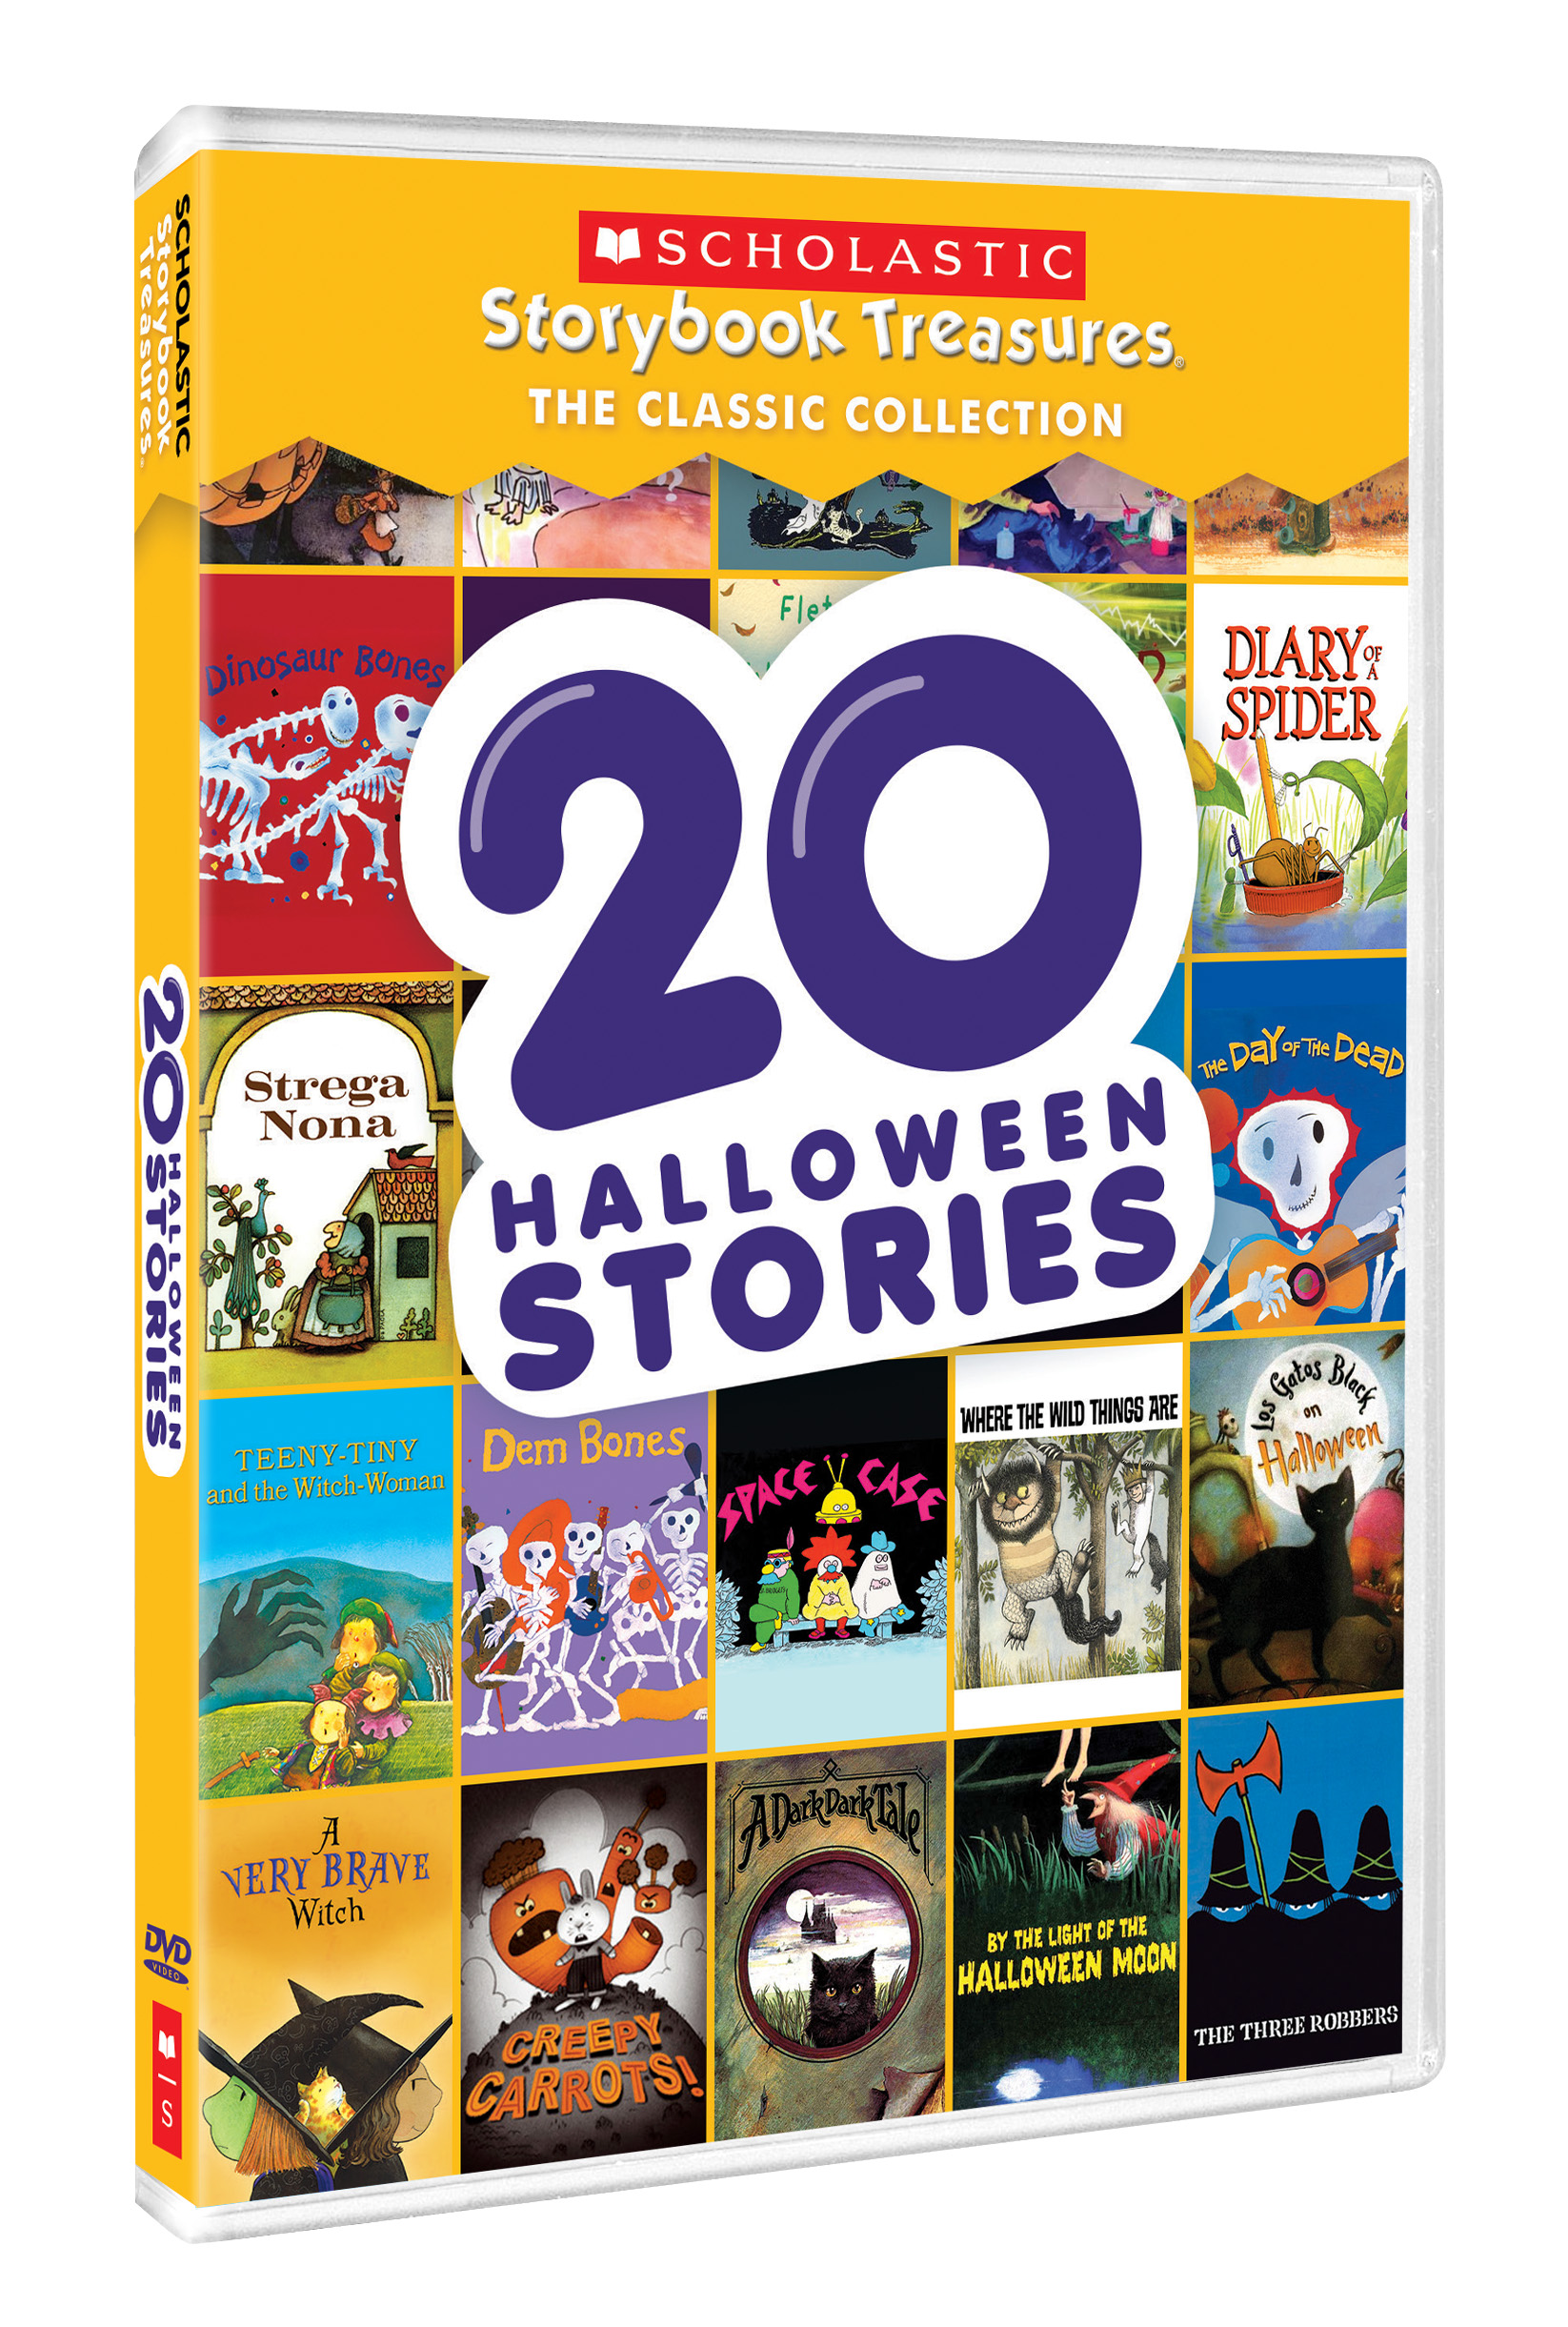 SCHOLASTIC
Storybook Treasures®
THE CLASSIC COLLECTION
SCHOLASTIC
Storybook
Treasures®
20
HALLOWEEN
STORIES
DVD
VIDEO
S
Dinosaur Bones
DIARY OF A
SPIDER
20
HALLOWEEN
STORIES
Strega
Nona
THE DAY OF THE DEAD
TEENY-TINY
and the Witch-Woman
Dem Bones
SPACE CASE
WHERE THE WILD THINGS ARE
Los Gatos Black
on
Halloween
A
VERY BRAVE
Witch
CREEPY
CARROTS!
A Dark Dark Tale
BY THE LIGHT OF THE
HALLOWEEN MOON
THE THREE ROBBERS